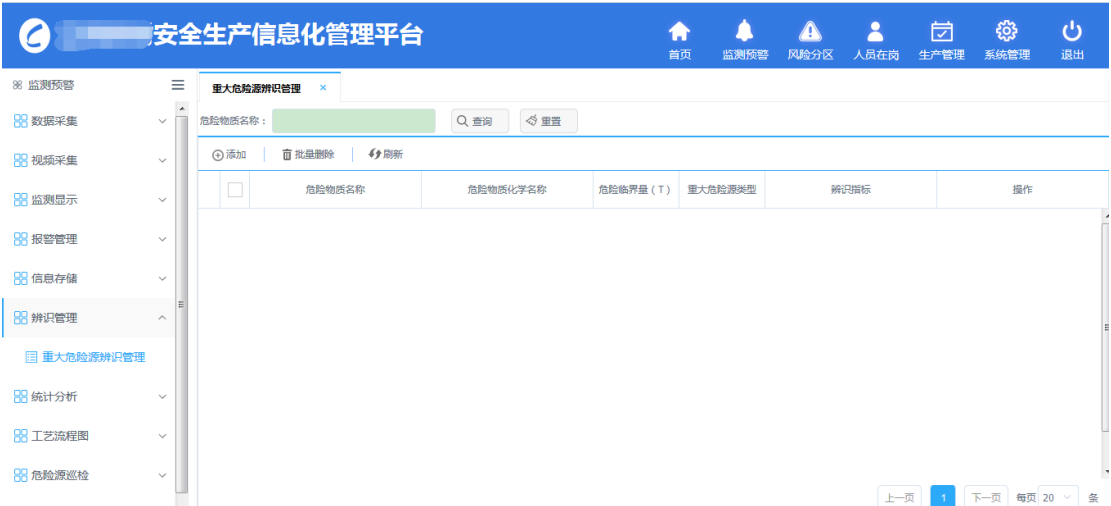 安全生产信息化管理平台
首页 监测预警 风险分区 人员在岗 生产管理 系统管理 退出
监测预警
重大危险源辨识管理 ×
数据采集
危险物质名称： 查询 重置
视频采集
添加 批量删除 刷新
危险物质名称 危险物质化学名称 危险临界量（T） 重大危险源类型 辨识指标 操作
监测显示
报警管理
信息存储
辨识管理
重大危险源辨识管理
统计分析
工艺流程图
危险源巡检
上一页 1 下一页 每页 20 条